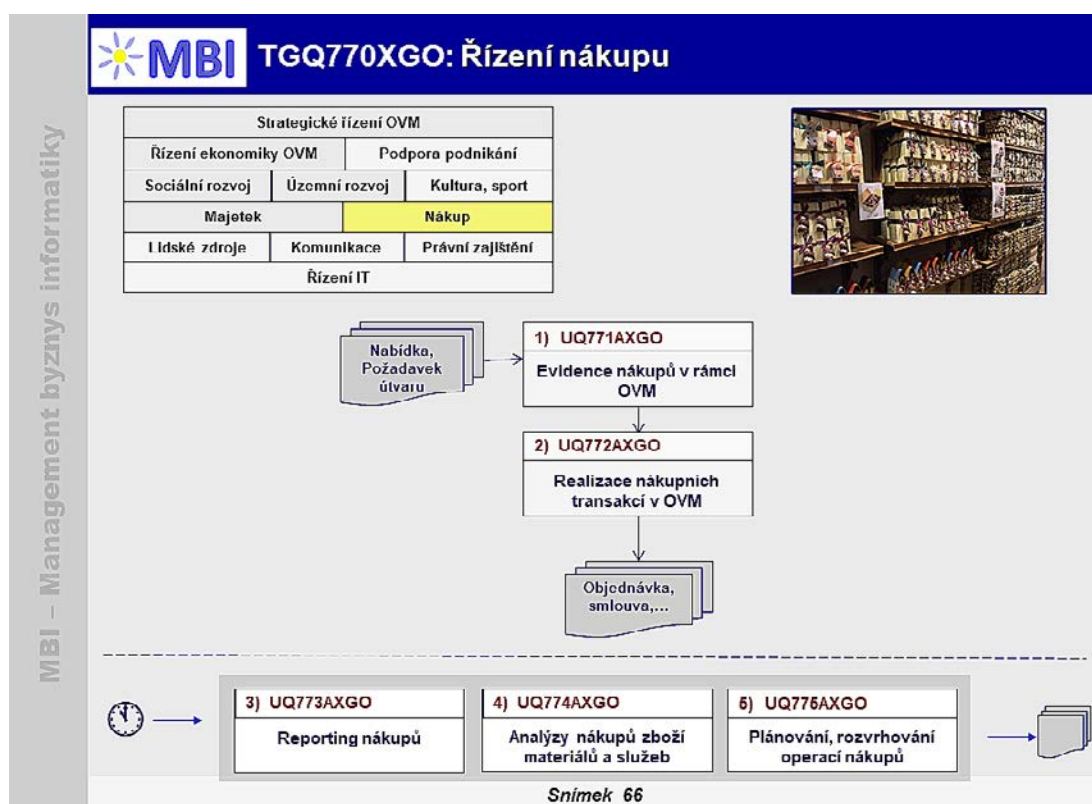 MBI
TGQ770XGO: Řízení nákupu
MBI – Management byznys informatiky
Strategické řízení OVM
Řízení ekonomiky OVM
Podpora podnikání
Sociální rozvoj
Územní rozvoj
Kultura, sport
Majetek
Nákup
Lidské zdroje
Komunikace
Právní zajištění
Řízení IT
Nabídka,
Požadavek
útvaru
1) UQ771AXGO
Evidence nákupů v rámci
OVM
2) UQ772AXGO
Realizace nákupních
transakcí v OVM
Objednávka,
smlouva,...
3) UQ773AXGO
Reporting nákupů
4) UQ774AXGO
Analýzy nákupů zboží
materiálů a služeb
5) UQ775AXGO
Plánování, rozvrhování
operací nákupů
Snímek 66